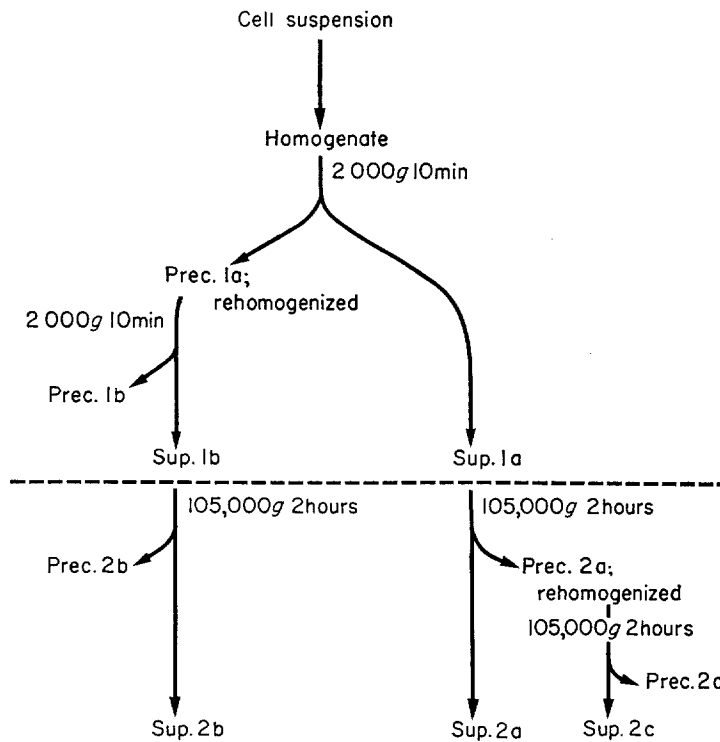 Cell suspension
Homogenate
2 000g 10min
Prec. 1a;
rehomogenized
2 000g 10min
Prec. 1b
Sup. 1b
Sup. 1a
105,000g 2hours
105,000g 2hours
Prec. 2b
Prec. 2a;
rehomogenized
105,000g 2hours
Prec. 2c
Sup. 2b
Sup. 2a
Sup. 2c